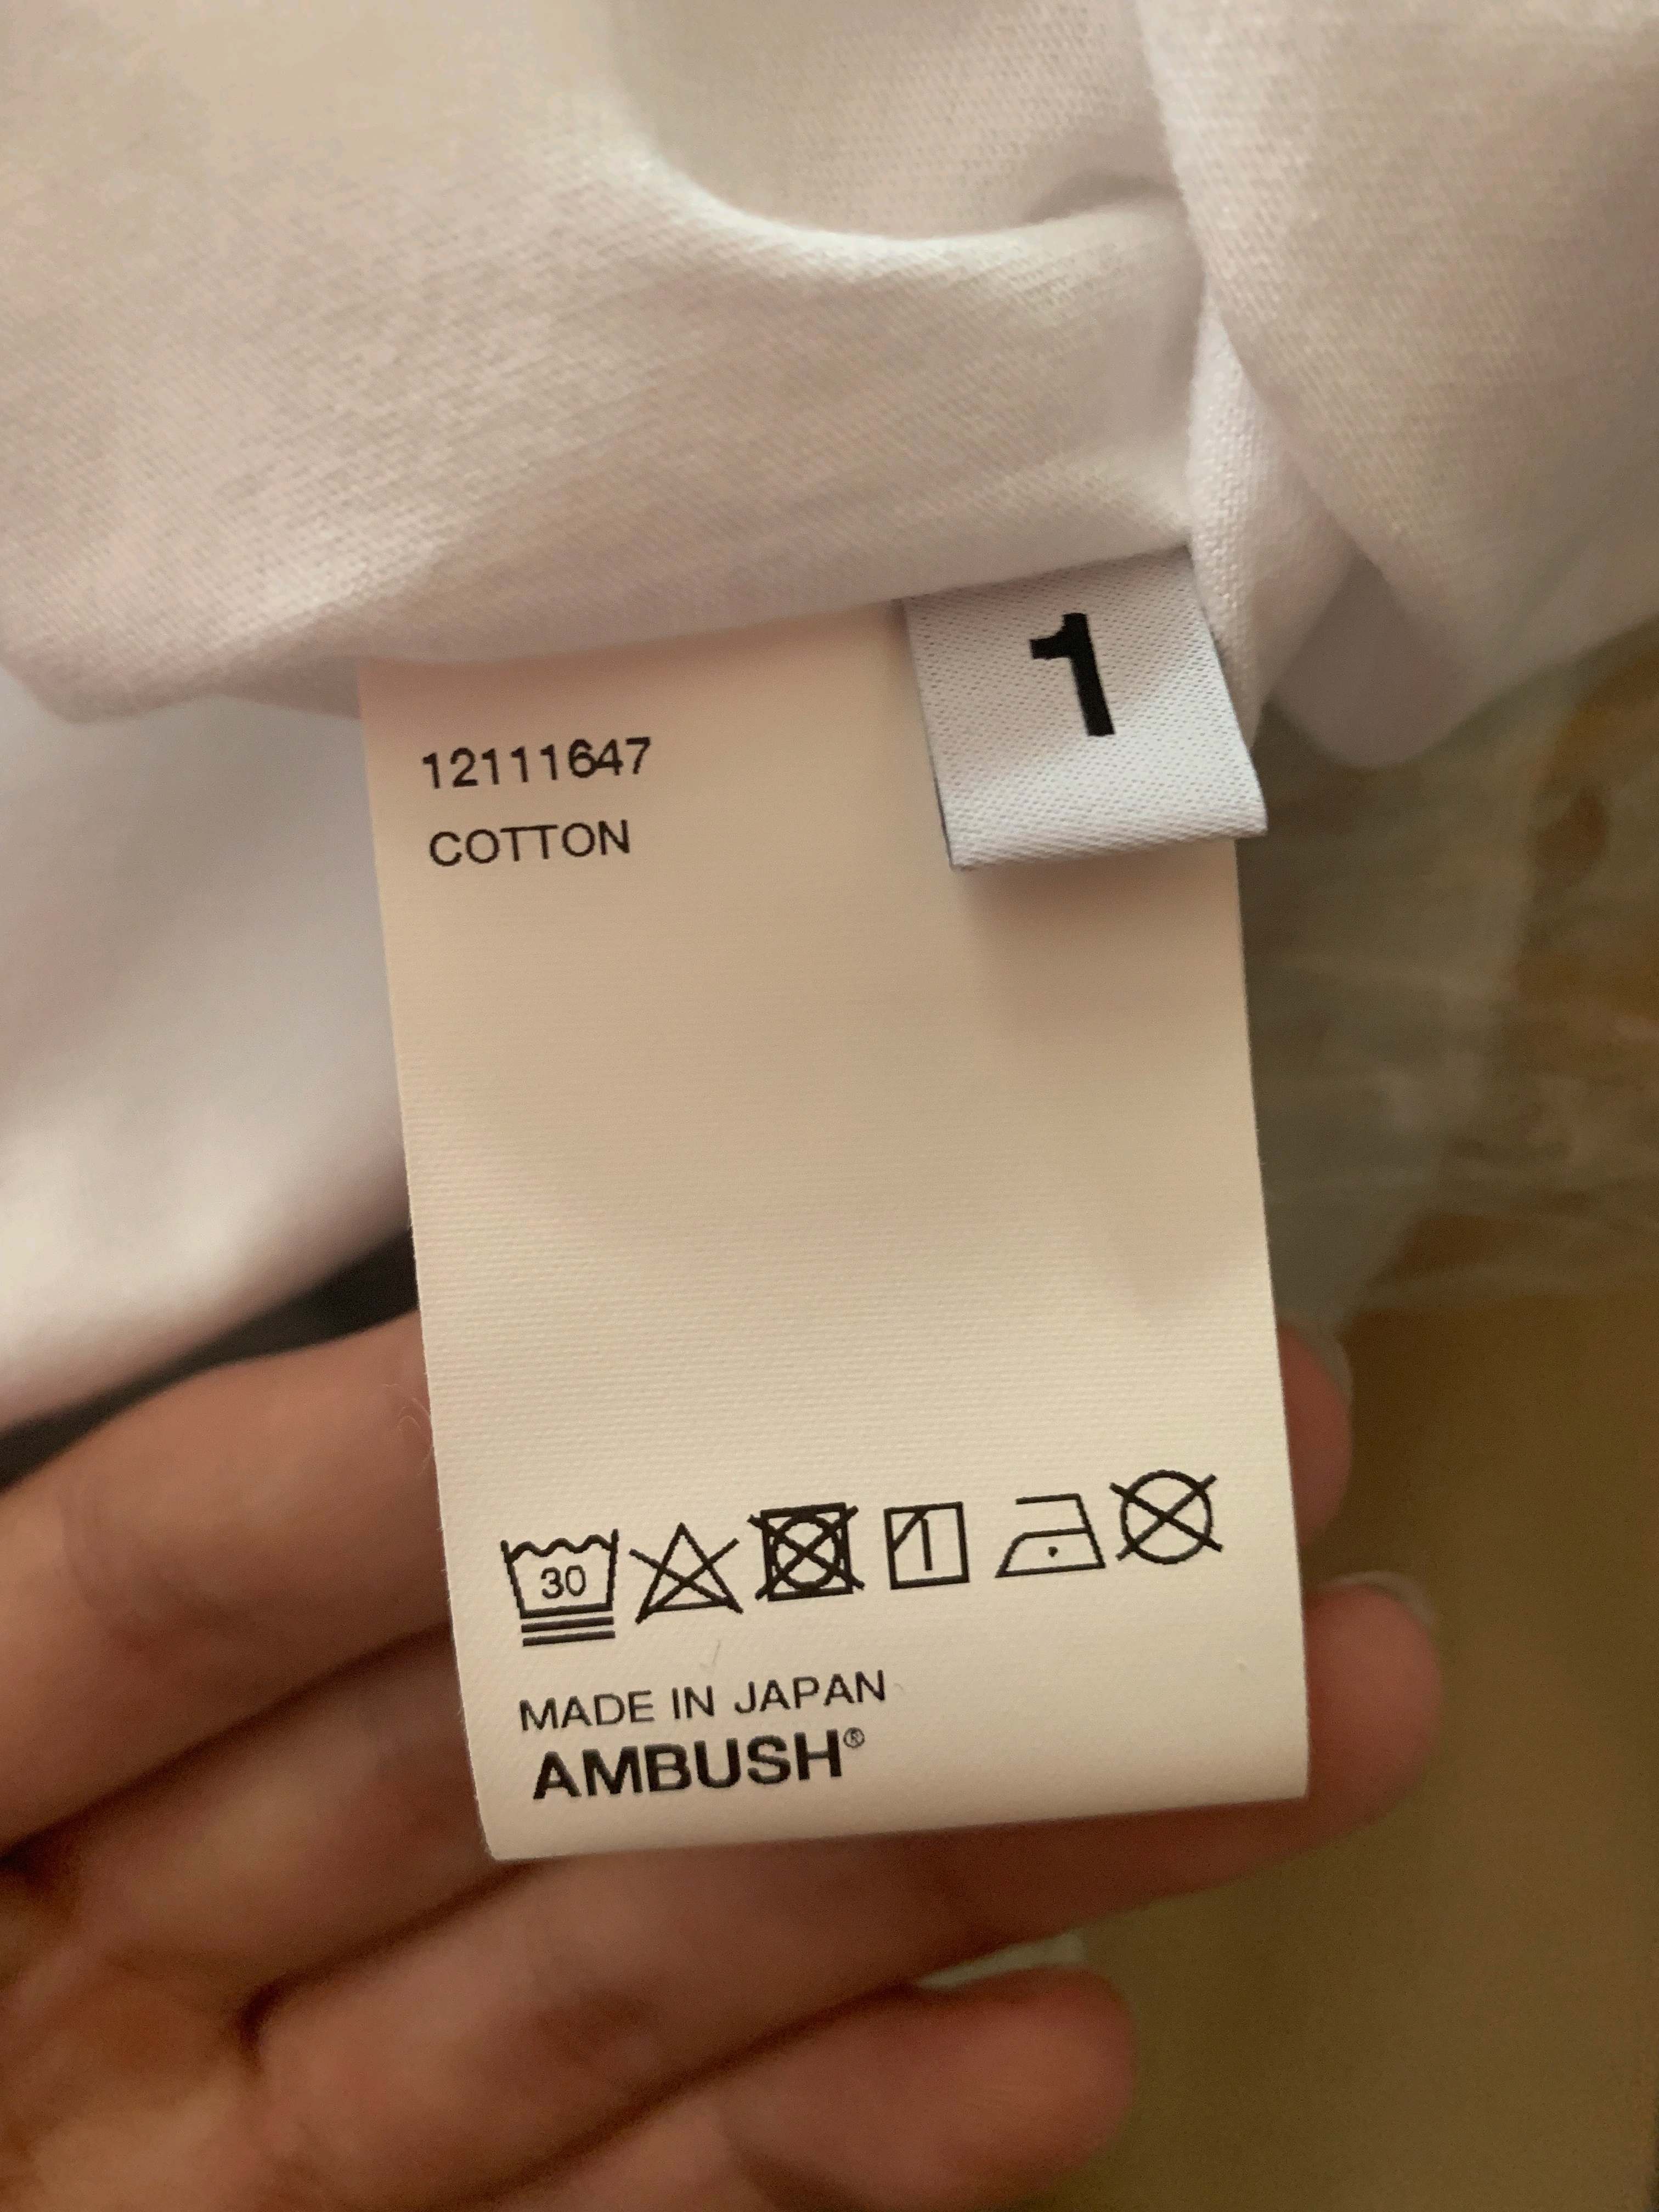 1
12111647
COTTON
30
MADE IN JAPAN
AMBUSH®